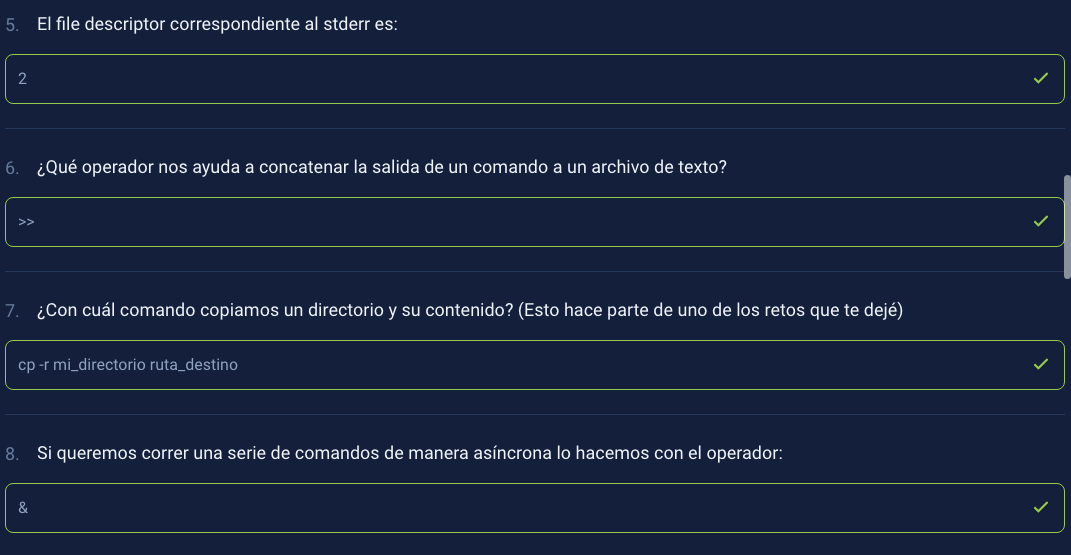 5. El file descriptor correspondiente al stderr es:
2
6. ¿Qué operador nos ayuda a concatenar la salida de un comando a un archivo de texto?
>>
7. ¿Con cuál comando copiamos un directorio y su contenido? (Esto hace parte de uno de los retos que te dejé)
cp -r mi_directorio ruta_destino
8. Si queremos correr una serie de comandos de manera asíncrona lo hacemos con el operador:
&